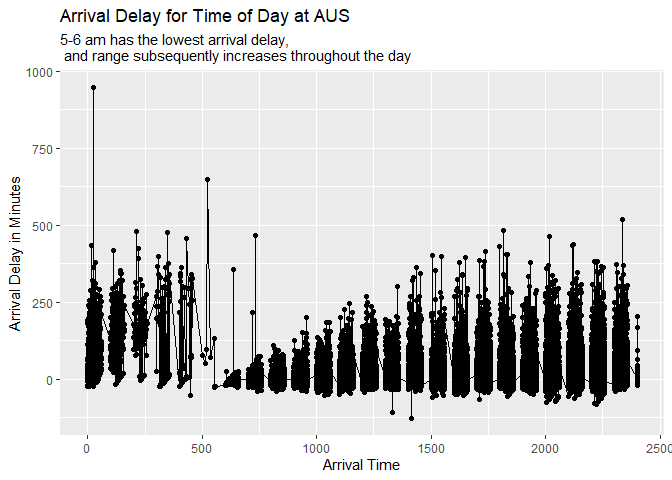 Arrival Delay for Time of Day at AUS
5-6 am has the lowest arrival delay,
and range subsequently increases throughout the day
1000
750
500
250
0
Arrival Delay in Minutes
0 500 1000 1500 2000 2500
Arrival Time